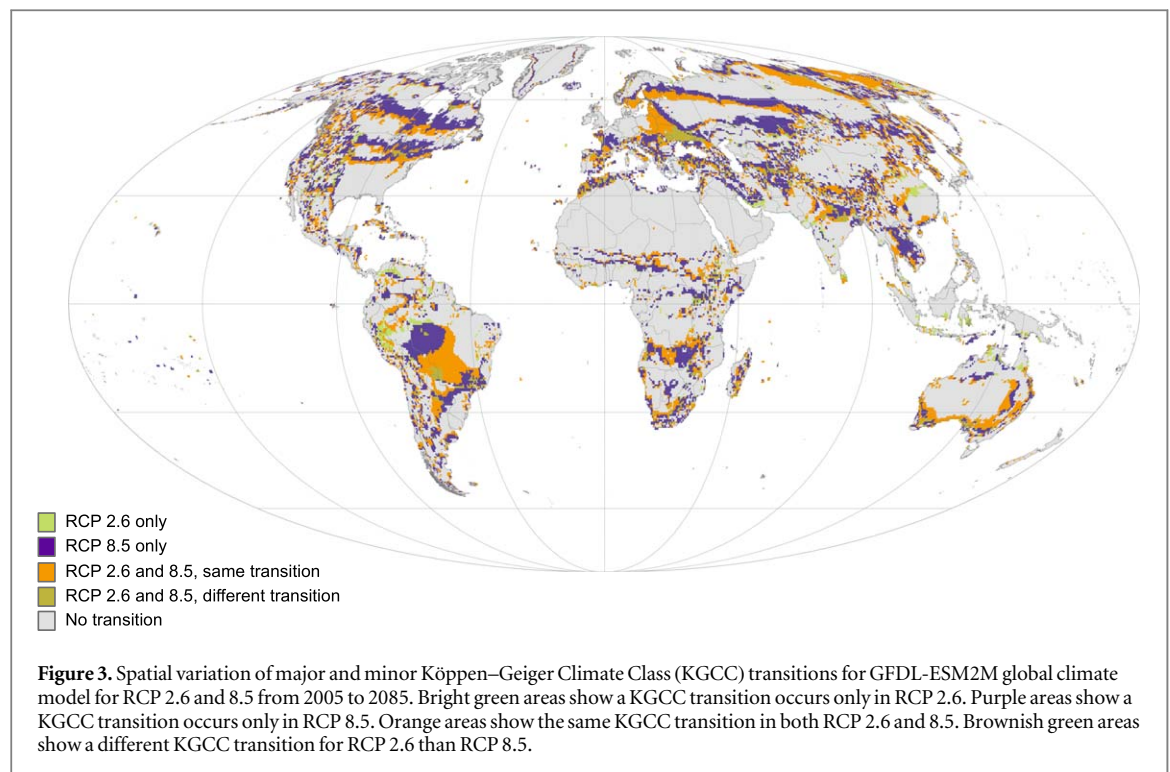 RCP 2.6 only
RCP 8.5 only
RCP 2.6 and 8.5, same transition
RCP 2.6 and 8.5, different transition
No transition
Figure 3. Spatial variation of major and minor Köppen–Geiger Climate Class (KGCC) transitions for GFDL-ESM2M global climate
model for RCP 2.6 and 8.5 from 2005 to 2085. Bright green areas show a KGCC transition occurs only in RCP 2.6. Purple areas show a
KGCC transition occurs only in RCP 8.5. Orange areas show the same KGCC transition in both RCP 2.6 and 8.5. Brownish green areas
show a different KGCC transition for RCP 2.6 than RCP 8.5.